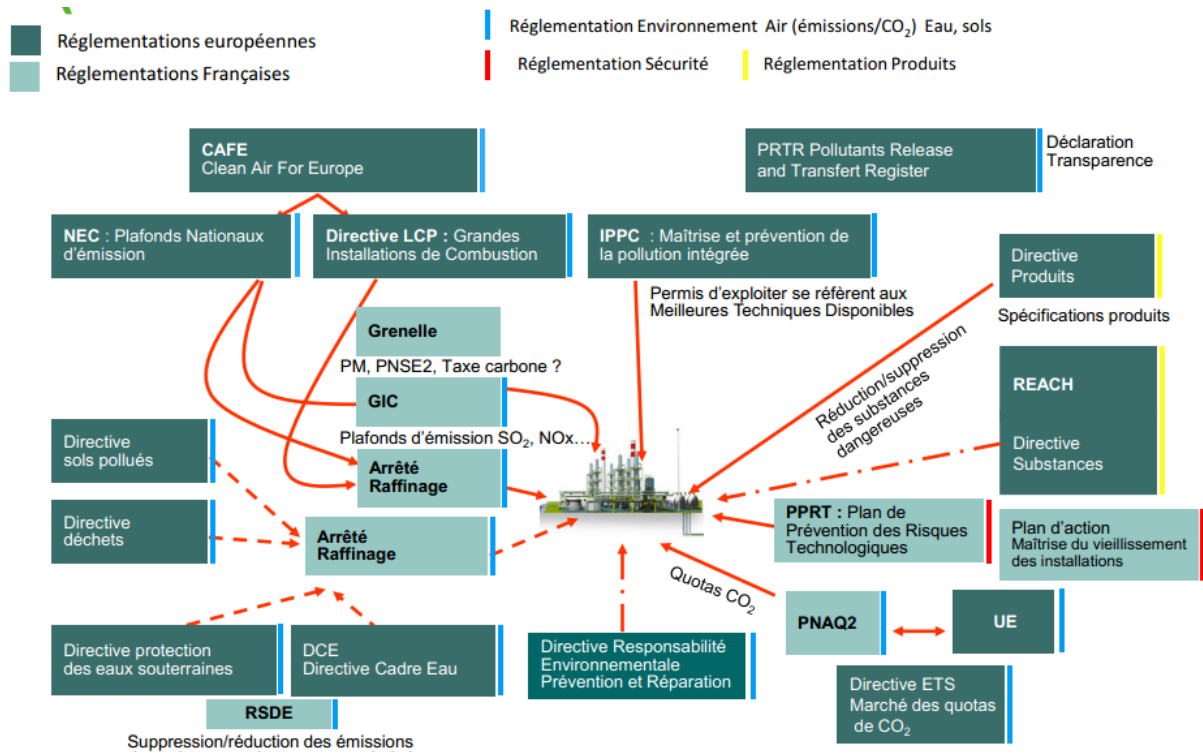 Réglementations européennes
Réglementations Françaises
Réglementation Environnement Air (émissions/CO₂) Eau, sols
Réglementation Sécurité
Réglementation Produits
CAFE
Clean Air For Europe
PRTR Pollutants Release
and Transfert Register
Déclaration
Transparence
NEC : Plafonds Nationaux
d'émission
Directive LCP : Grandes
Installations de Combustion
IPPC : Maîtrise et prévention de
la pollution intégrée
Directive
Produits
Permis d'exploiter se réfèrent aux
Meilleures Techniques Disponibles
Spécifications produits
Grenelle
PM, PNSE2, Taxe carbone ?
GIC
Plafonds d'émission SO₂, NOx…
Réduction/suppression
des substances
dangereuses
REACH
Directive
Substances
Directive
sols pollués
Arrêté
Raffinage
Directive
déchets
Arrêté
Raffinage
PPRT : Plan de
Prévention des Risques
Technologiques
Plan d'action
Maîtrise du vieillissement
des installations
Quotas CO₂
PNAQ2
UE
Directive protection
des eaux souterraines
DCE
Directive Cadre Eau
Directive Responsabilité
Environnementale
Prévention et Réparation
Directive ETS
Marché des quotas
de CO₂
RSDE
Suppression/réduction des émissions